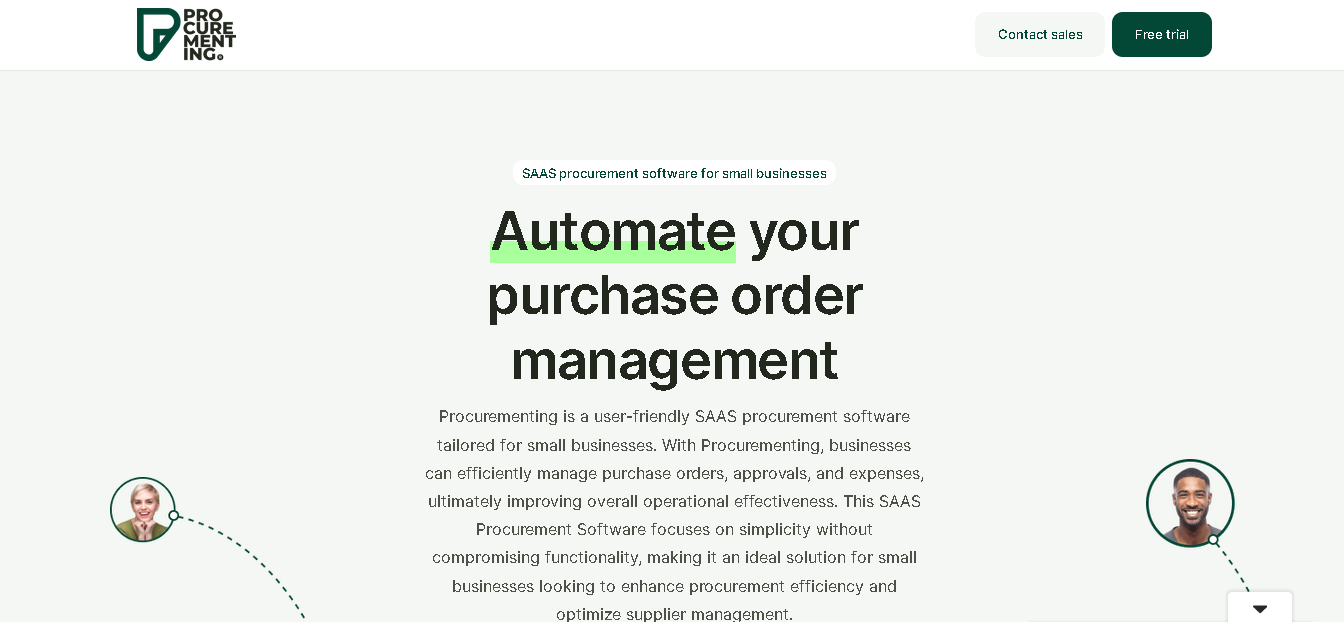 PRO
CURE
MENT
ING
Contact sales
Free trial
SAAS procurement software for small businesses
Automate your
purchase order
management
Procurementing is a user-friendly SAAS procurement software
tailored for small businesses. With Procurementing, businesses
can efficiently manage purchase orders, approvals, and expenses,
ultimately improving overall operational effectiveness. This SAAS
Procurement Software focuses on simplicity without
compromising functionality, making it an ideal solution for small
businesses looking to enhance procurement efficiency and
optimize supplier management.